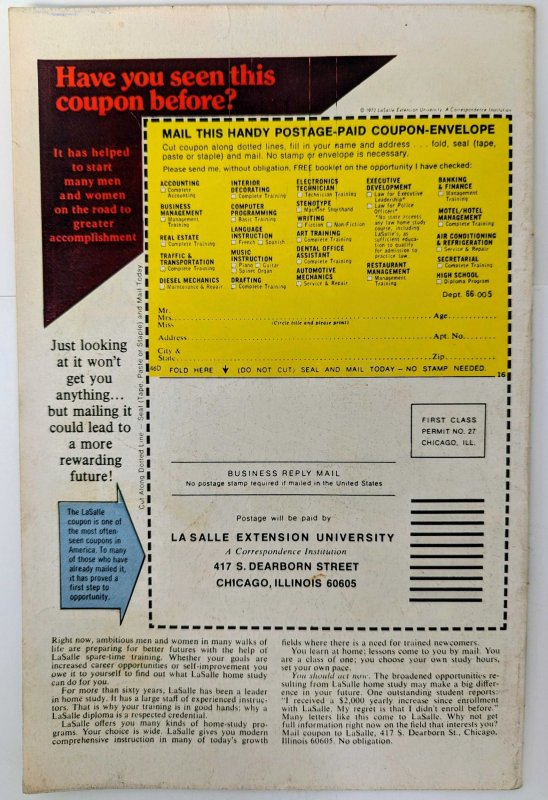 Have you seen this
coupon before?
© 1972 LaSalle Extension University, A Correspondence Institution
It has helped
to start
many men
and women
on the road to
greater
accomplishment
MAIL THIS HANDY POSTAGE-PAID COUPON-ENVELOPE
Cut coupon along dotted lines, fill in your name and address . . . fold, seal (tape,
paste or staple) and mail. No stamp or envelope is necessary.
Please send me, without obligation, FREE booklet on the opportunity I have checked:
ACCOUNTING
Complete
Accounting
BUSINESS
MANAGEMENT
Management
Training
REAL ESTATE
Complete Training
TRAFFIC &
TRANSPORTATION
Complete Training
DIESEL MECHANICS
Maintenance & Repair
INTERIOR
DECORATING
Complete Training
COMPUTER
PROGRAMMING
Basic Training
LANGUAGE
INSTRUCTION
French Spanish
MUSIC
INSTRUCTION
Piano Guitar
Spinet Organ
DRAFTING
Complete Training
ELECTRONICS
TECHNICIAN
Technician Training
STENOTYPE
Machine Shorthand
WRITING
Fiction Non-Fiction
ART TRAINING
Complete Training
DENTAL OFFICE
ASSISTANT
Complete Training
AUTOMOTIVE
MECHANICS
Service & Repair
EXECUTIVE
DEVELOPMENT
Law for Executive
Leadership*
Law for Police
Officers*
*No state accepts
any law home study
course, including
LaSalle's, as
sufficient educa-
tion to qualify
for admission to
practice law.
RESTAURANT
MANAGEMENT
Management
Training
BANKING
& FINANCE
Management
Training
MOTEL/HOTEL
MANAGEMENT
Complete Training
AIR CONDITIONING
& REFRIGERATION
Service & Repair
SECRETARIAL
Complete Training
HIGH SCHOOL
Diploma Program
Dept. 66-005
Mr.
Mrs.
Miss Age
(Circle title and please print)
Address Apt. No.
City &
State Zip
46D FOLD HERE (DO NOT CUT) SEAL AND MAIL TODAY – NO STAMP NEEDED. 16
Cut Along Dotted Line – Seal (Tape, Paste or Staple) and Mail Today
Just looking
at it won't
get you
anything...
but mailing it
could lead to
a more
rewarding
future!
The LaSalle
coupon is one of
the most often
seen coupons in
America. To many
of those who have
already mailed it,
it has proved a
first step to
opportunity.
FIRST CLASS
PERMIT NO. 27
CHICAGO, ILL.
BUSINESS REPLY MAIL
No postage stamp required if mailed in the United States
Postage will be paid by
LA SALLE EXTENSION UNIVERSITY
A Correspondence Institution
417 S. DEARBORN STREET
CHICAGO, ILLINOIS 60605
Right now, ambitious men and women in many walks of
life are preparing for better futures with the help of
LaSalle spare-time training. Whether your goals are
increased career opportunities or self-improvement you
owe it to yourself to find out what LaSalle home study
can do for you.
For more than sixty years, LaSalle has been a leader
in home study. It has a large staff of experienced instruc-
tors. That is why your training is in good hands; why a
LaSalle diploma is a respected credential.
LaSalle offers you many kinds of home-study pro-
grams. Your choice is wide. LaSalle gives you modern
comprehensive instruction in many of today's growth
fields where there is a need for trained newcomers.
You learn at home; lessons come to you by mail. You
are a class of one; you choose your own study hours,
set your own pace.
You should act now: The broadened opportunities re-
sulting from LaSalle home study may make a big differ-
ence in your future. One outstanding student reports:
"I received a $2,000 yearly increase since enrollment
with LaSalle. My regret is that I didn't enroll before."
Many letters like this come to LaSalle. Why not get
full information right now on the field that interests you?
Mail coupon to LaSalle, 417 S. Dearborn St., Chicago,
Illinois 60605. No obligation.